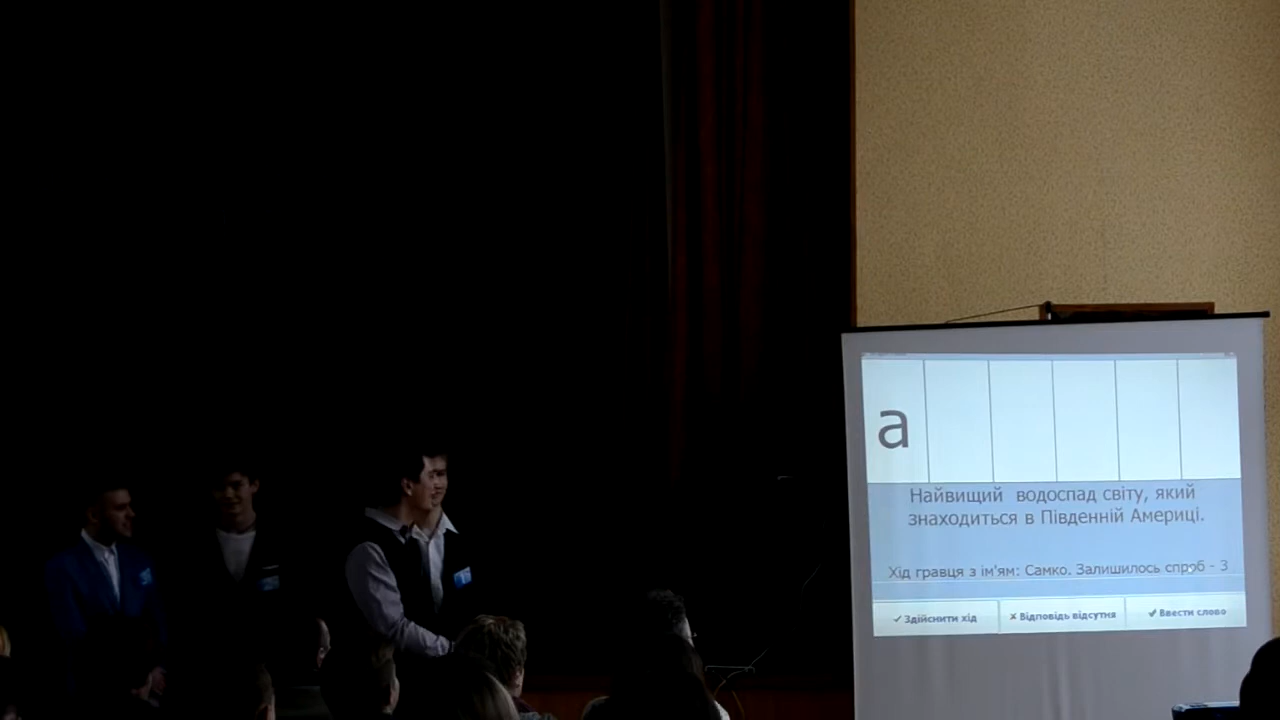 а
Найвищий водоспад світу, який
знаходиться в Південній Америці.
Хід гравця з ім'ям: Самко. Залишилось спроб - 3
✓ Здійснити хід
✗ Відповідь відсутня
✓ Ввести слово